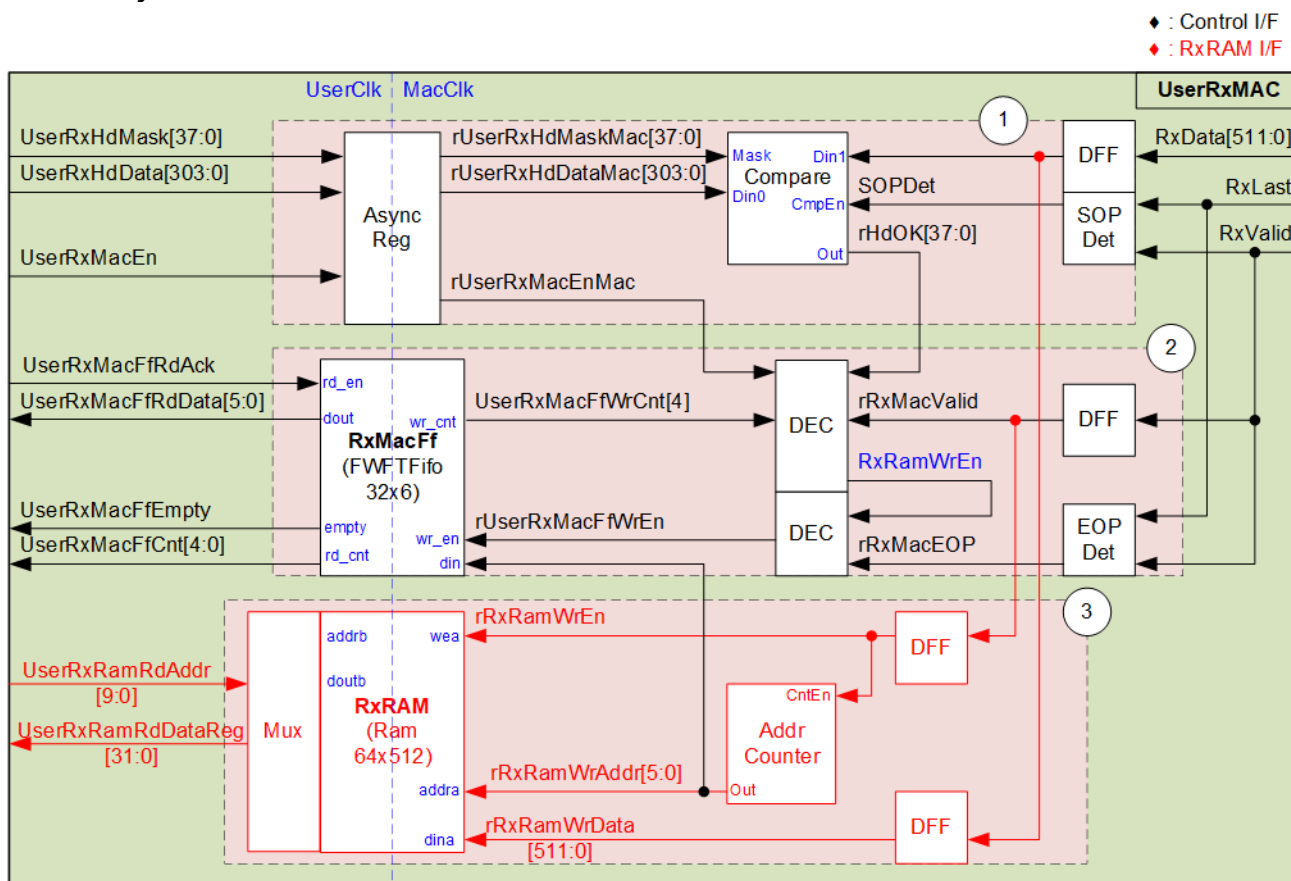 ♦ : Control I/F
♦ : RxRAM I/F
UserClk
MacClk
UserRxMAC
1
UserRxHdMask[37:0]
rUserRxHdMaskMac[37:0]
RxData[511:0]
UserRxHdData[303:0]
rUserRxHdDataMac[303:0]
Mask
Din1
Compare
Din0
CmpEn
Out
DFF
SOPDet
RxLast
Async
Reg
SOP
Det
rHdOK[37:0]
RxValid
UserRxMacEn
rUserRxMacEnMac
2
UserRxMacFfRdAck
rd_en
UserRxMacFfRdData[5:0]
dout
wr_cnt
UserRxMacFfWrCnt[4]
DEC
rRxMacValid
DFF
RxMacFf
(FWFTFifo
32x6)
RxRamWrEn
UserRxMacFfEmpty
empty
wr_en
rUserRxMacFfWrEn
DEC
EOP
Det
UserRxMacFfCnt[4:0]
rd_cnt
din
rRxMacEOP
3
rRxRamWrEn
addrb
wea
DFF
UserRxRamRdAddr
[9:0]
doutb
CntEn
RxRAM
(Ram
64x512)
Mux
Addr
Counter
UserRxRamRdDataReg
[31:0]
rRxRamWrAddr[5:0]
addra
Out
rRxRamWrData
[511:0]
dina
DFF